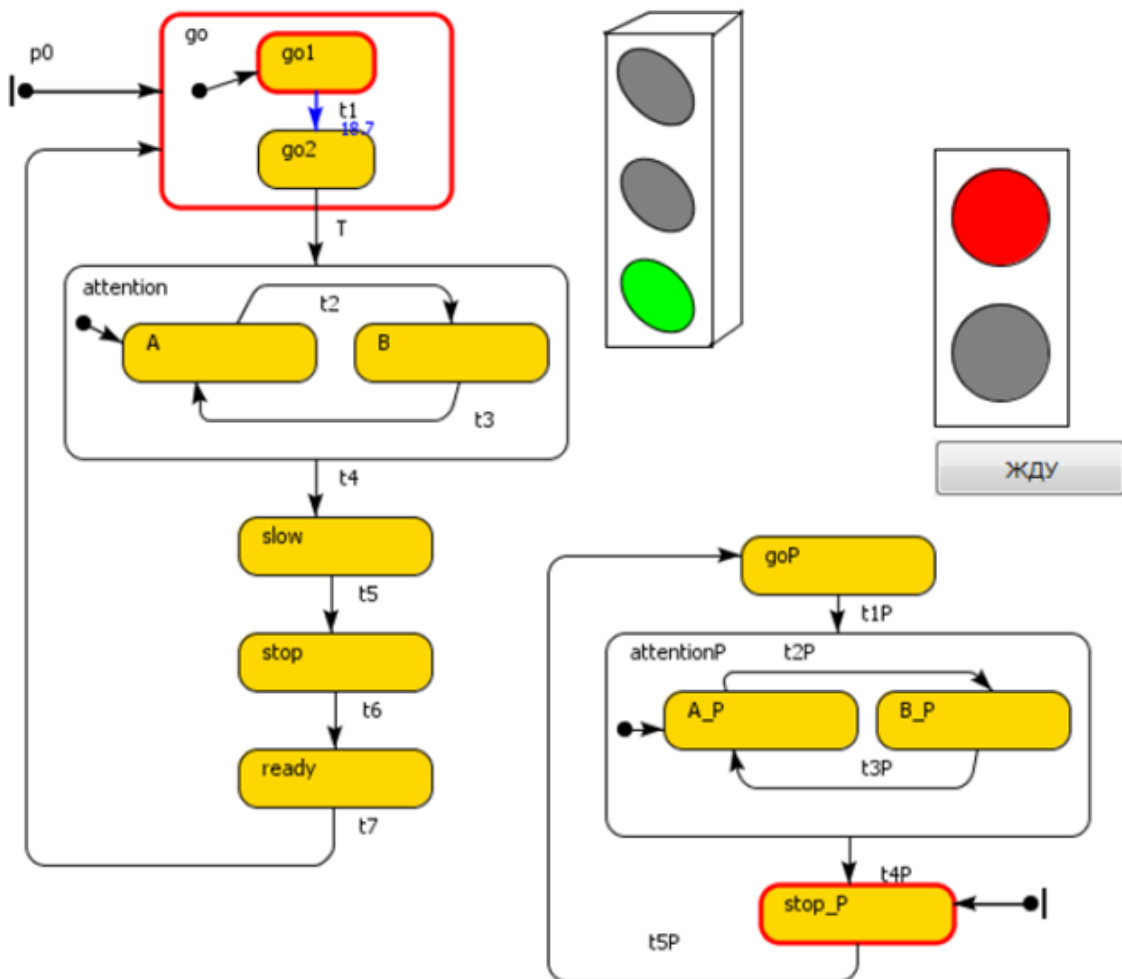 p0
go
go1
t1
18.7
go2
T
attention
t2
A
B
t3
t4
slow
t5
stop
t6
ready
t7
ЖДУ
goP
t1P
attentionP
t2P
A_P
B_P
t3P
t4P
stop_P
t5P